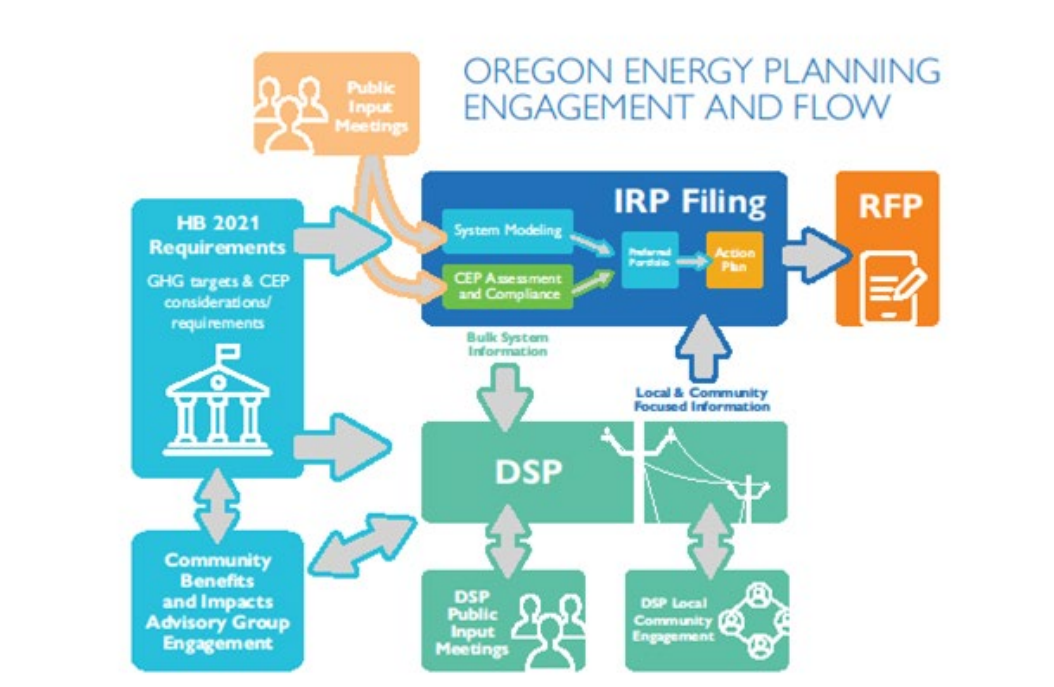 OREGON ENERGY PLANNING
ENGAGEMENT AND FLOW
Public
Input
Meetings
HB 2021
Requirements
GHG targets & CEP
considerations/
requirements
IRP Filing
System Modeling
CEP Assessment
and Compliance
Preferred
Portfolio
Action
Plan
RFP
Bulk System
Information
Local & Community
Focused Information
DSP
Community
Benefits
and Impacts
Advisory Group
Engagement
DSP
Public
Input
Meetings
DSP Local
Community
Engagement